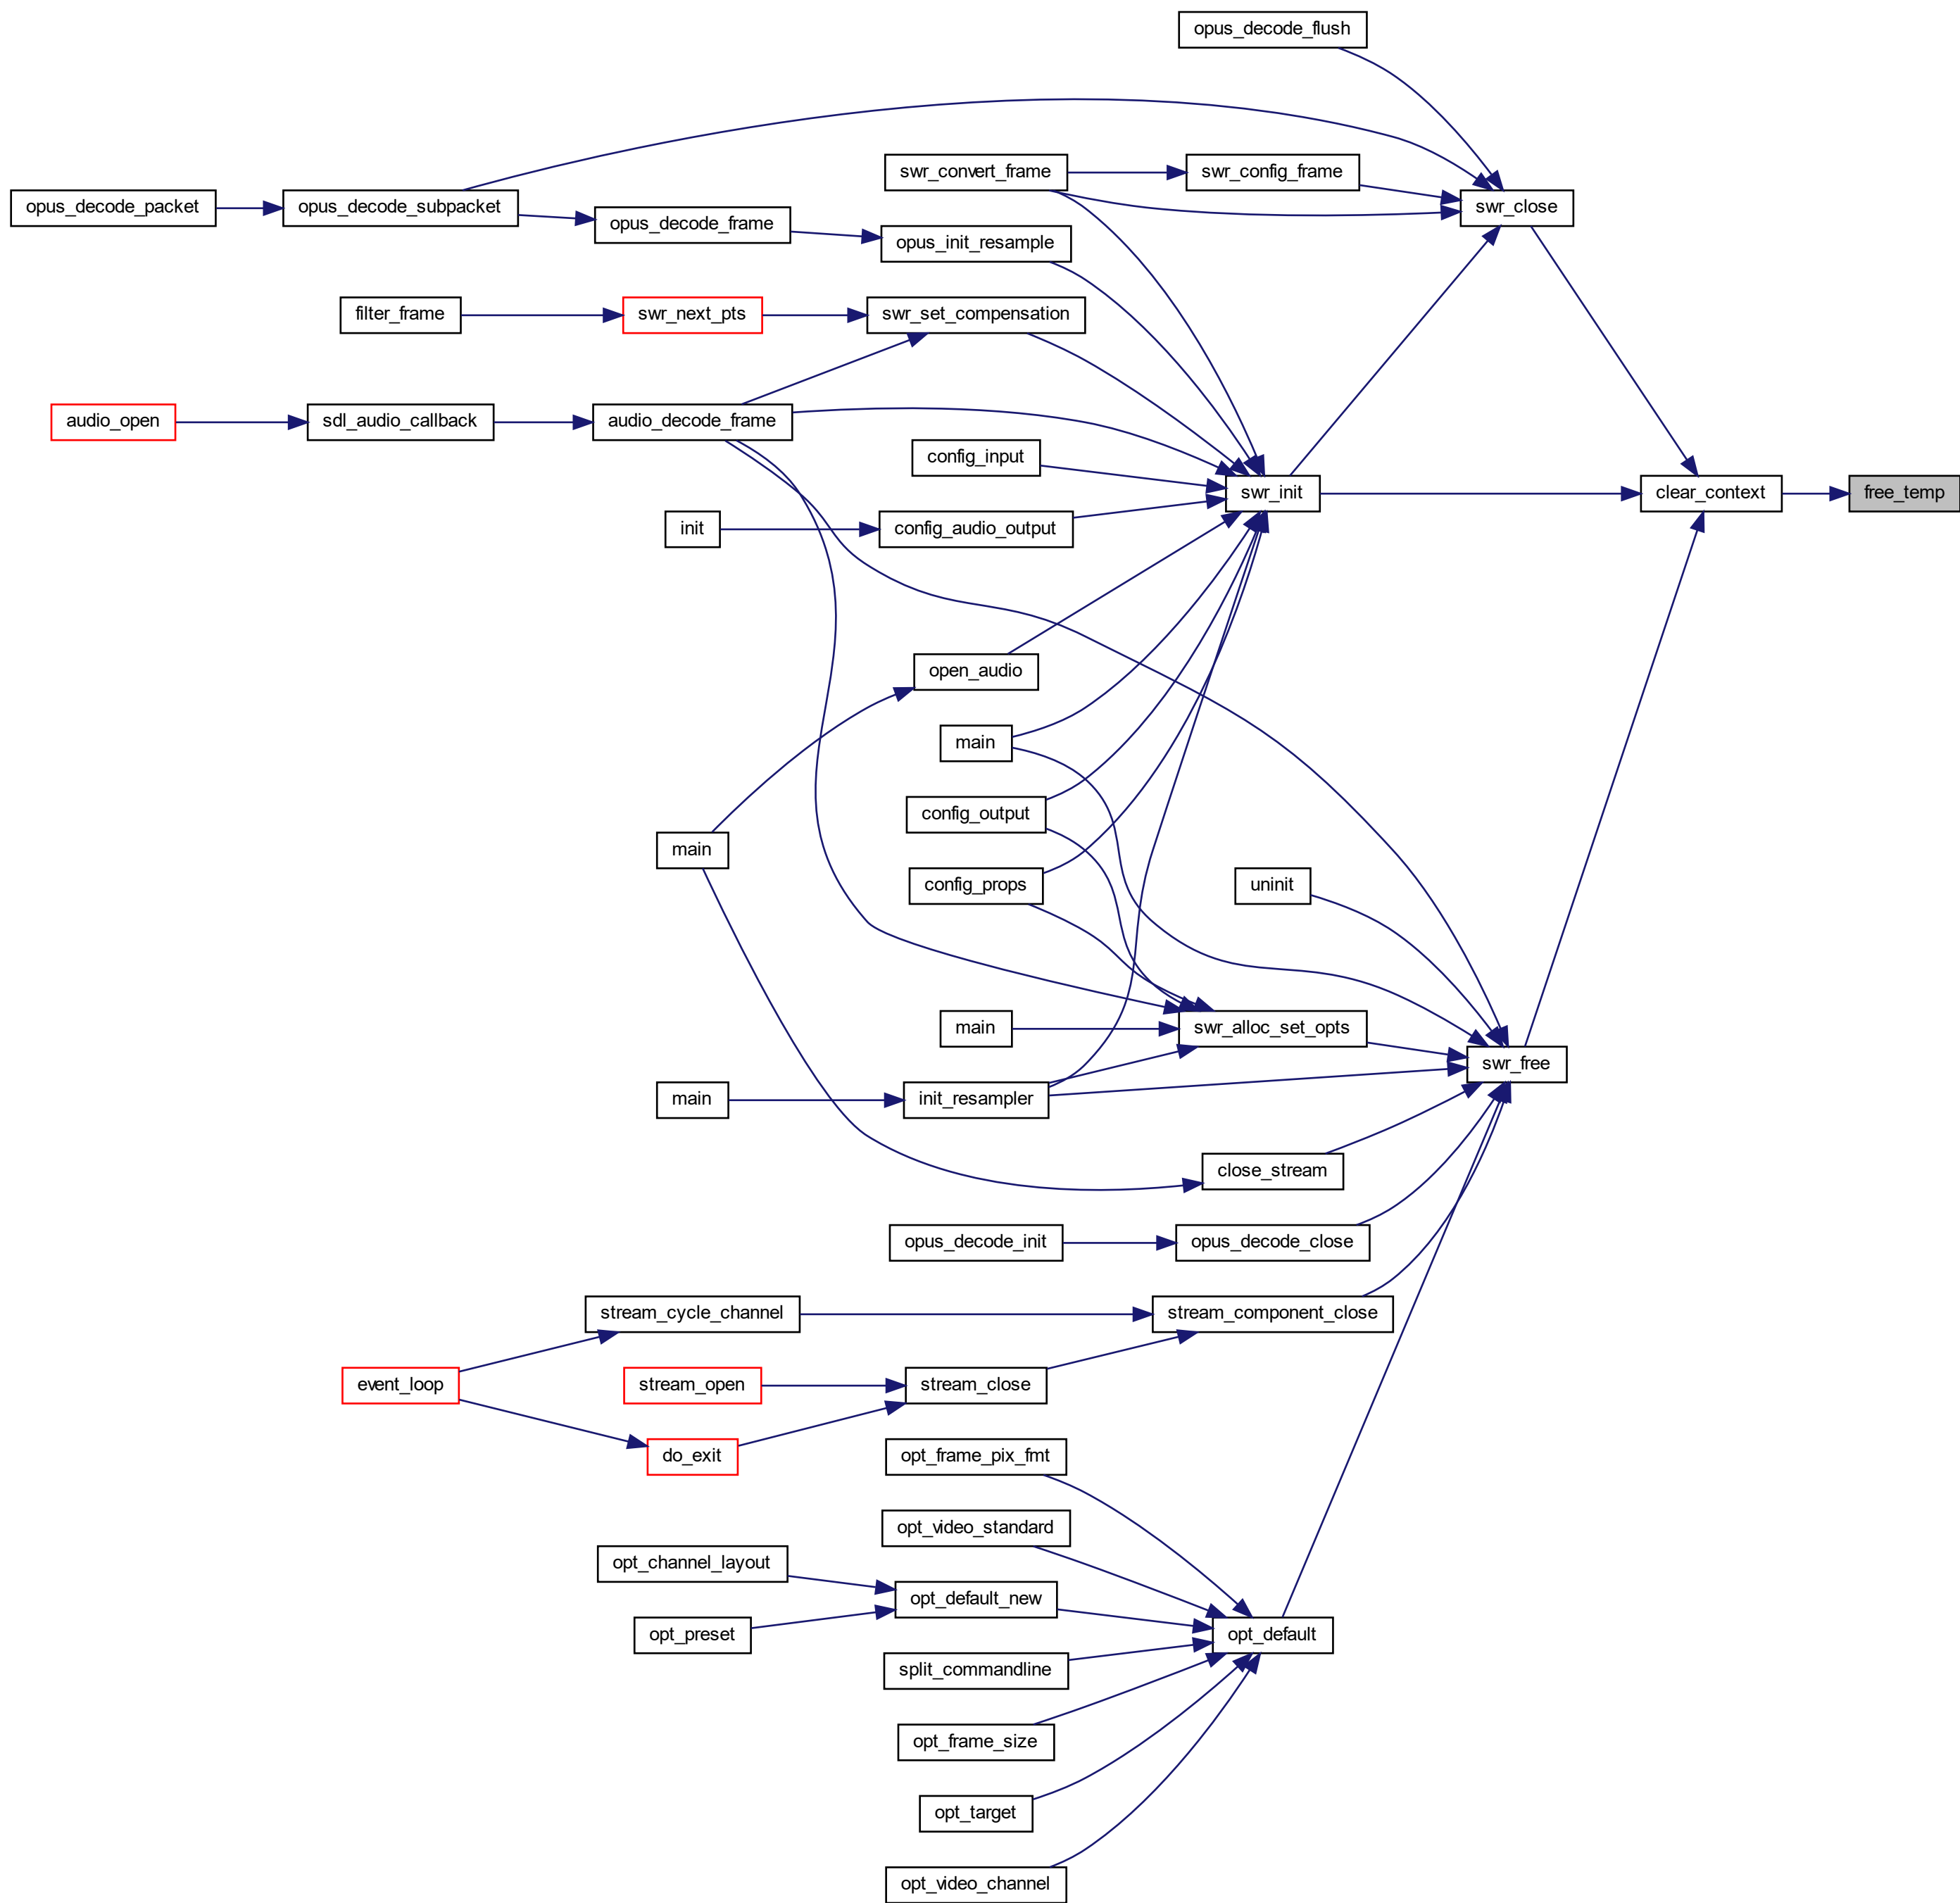 opus_decode_flush
swr_convert_frame
swr_config_frame
opus_decode_packet
opus_decode_subpacket
swr_close
opus_decode_frame
opus_init_resample
filter_frame
swr_next_pts
swr_set_compensation
audio_open
sdl_audio_callback
audio_decode_frame
config_input
swr_init
clear_context
free_temp
init
config_audio_output
open_audio
main
config_output
main
config_props
uninit
main
swr_alloc_set_opts
swr_free
main
init_resampler
close_stream
opus_decode_init
opus_decode_close
stream_cycle_channel
stream_component_close
event_loop
stream_open
stream_close
do_exit
opt_frame_pix_fmt
opt_video_standard
opt_channel_layout
opt_default_new
opt_preset
opt_default
split_commandline
opt_frame_size
opt_target
opt_video_channel